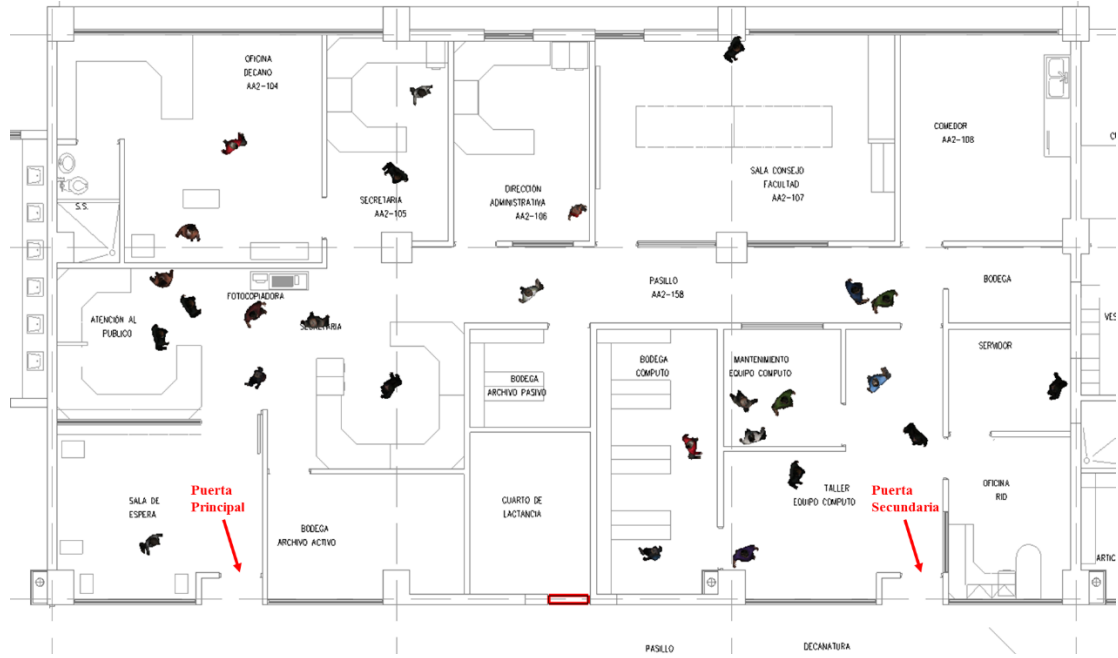 OFICINA
DECANO
AA2-104
S.S.
SECRETARIA
AA2-105
DIRECCIÓN
ADMINISTRATIVA
AA2-106
SALA CONSEJO
FACULTAD
AA2-107
COMEDOR
AA2-108
FOTOCOPIADORA
ATENCIÓN AL
PUBLICO
SECRETARIA
PASILLO
AA2-158
BODEGA
SERVIDOR
BODEGA
ARCHIVO PASIVO
BODEGA
COMPUTO
MANTENIMIENTO
EQUIPO COMPUTO
SALA DE
ESPERA
Puerta
Principal
BODEGA
ARCHIVO ACTIVO
CUARTO DE
LACTANCIA
TALLER
EQUIPO COMPUTO
Puerta
Secundaria
OFICINA
RID
VES
ARTIC
PASILLO
DECANATURA